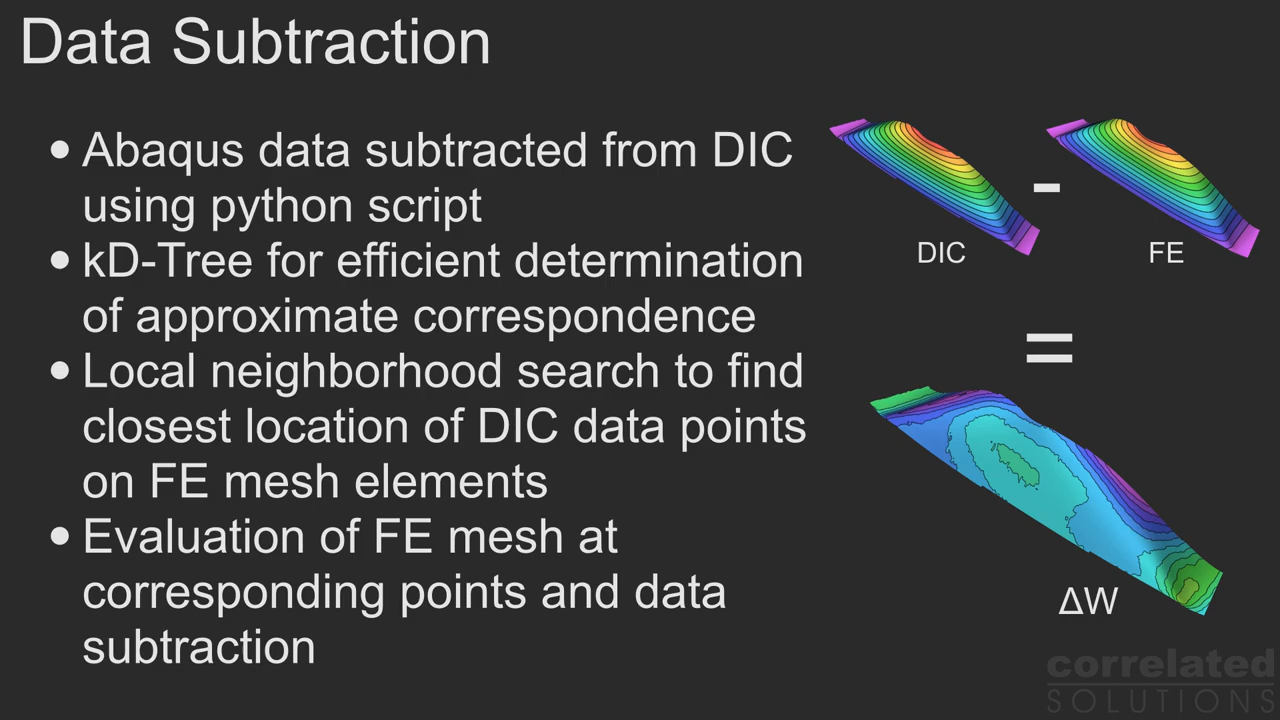 Data Subtraction
• Abaqus data subtracted from DIC
using python script
• kD-Tree for efficient determination
of approximate correspondence
• Local neighborhood search to find
closest location of DIC data points
on FE mesh elements
• Evaluation of FE mesh at
corresponding points and data
subtraction
-
DIC
FE
=
ΔW
correlated
SOLUTIONS